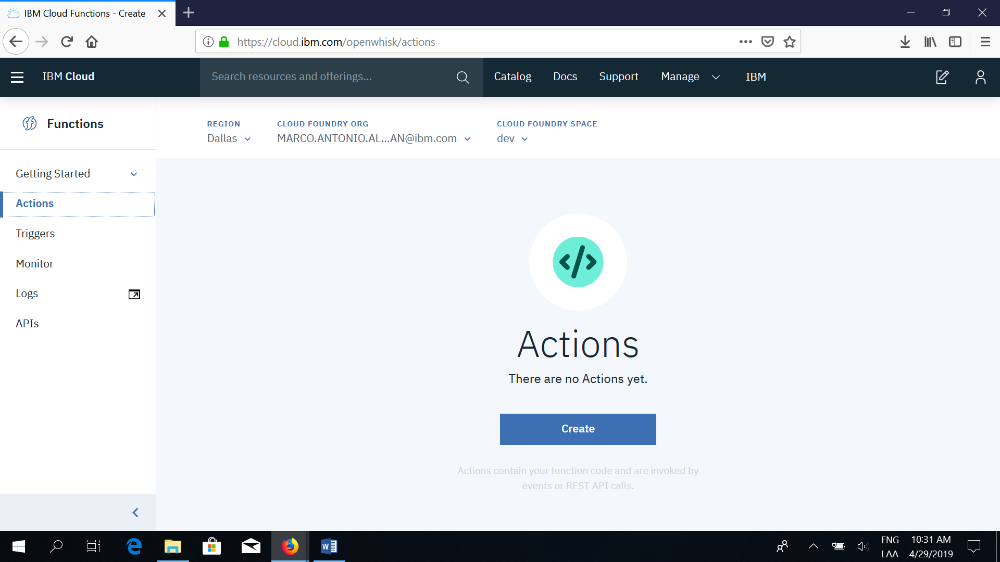 IBM Cloud Functions - Create
https://cloud.ibm.com/openwhisk/actions
IBM Cloud
Search resources and offerings...
Catalog
Docs
Support
Manage
IBM
Functions
REGION
Dallas
CLOUD FOUNDRY ORG
MARCO.ANTONIO.AL...AN@ibm.com
CLOUD FOUNDRY SPACE
dev
Getting Started
Actions
Triggers
Monitor
Logs
APIs
</>
Actions
There are no Actions yet.
Create
Actions contain your function code and are invoked by
events or REST API calls.
ENG
LAA
10:31 AM
4/29/2019